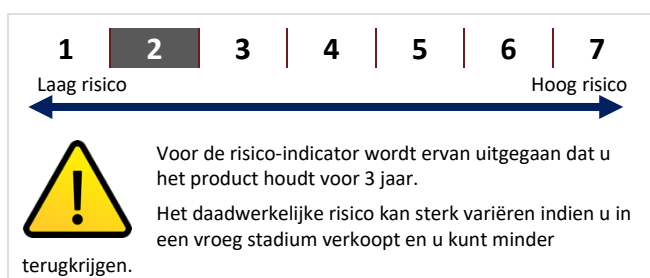 1 2 3 4 5 6 7
Laag risico Hoog risico
Voor de risico-indicator wordt ervan uitgegaan dat u
het product houdt voor 3 jaar.
Het daadwerkelijke risico kan sterk variëren indien u in
een vroeg stadium verkoopt en u kunt minder
terugkrijgen.